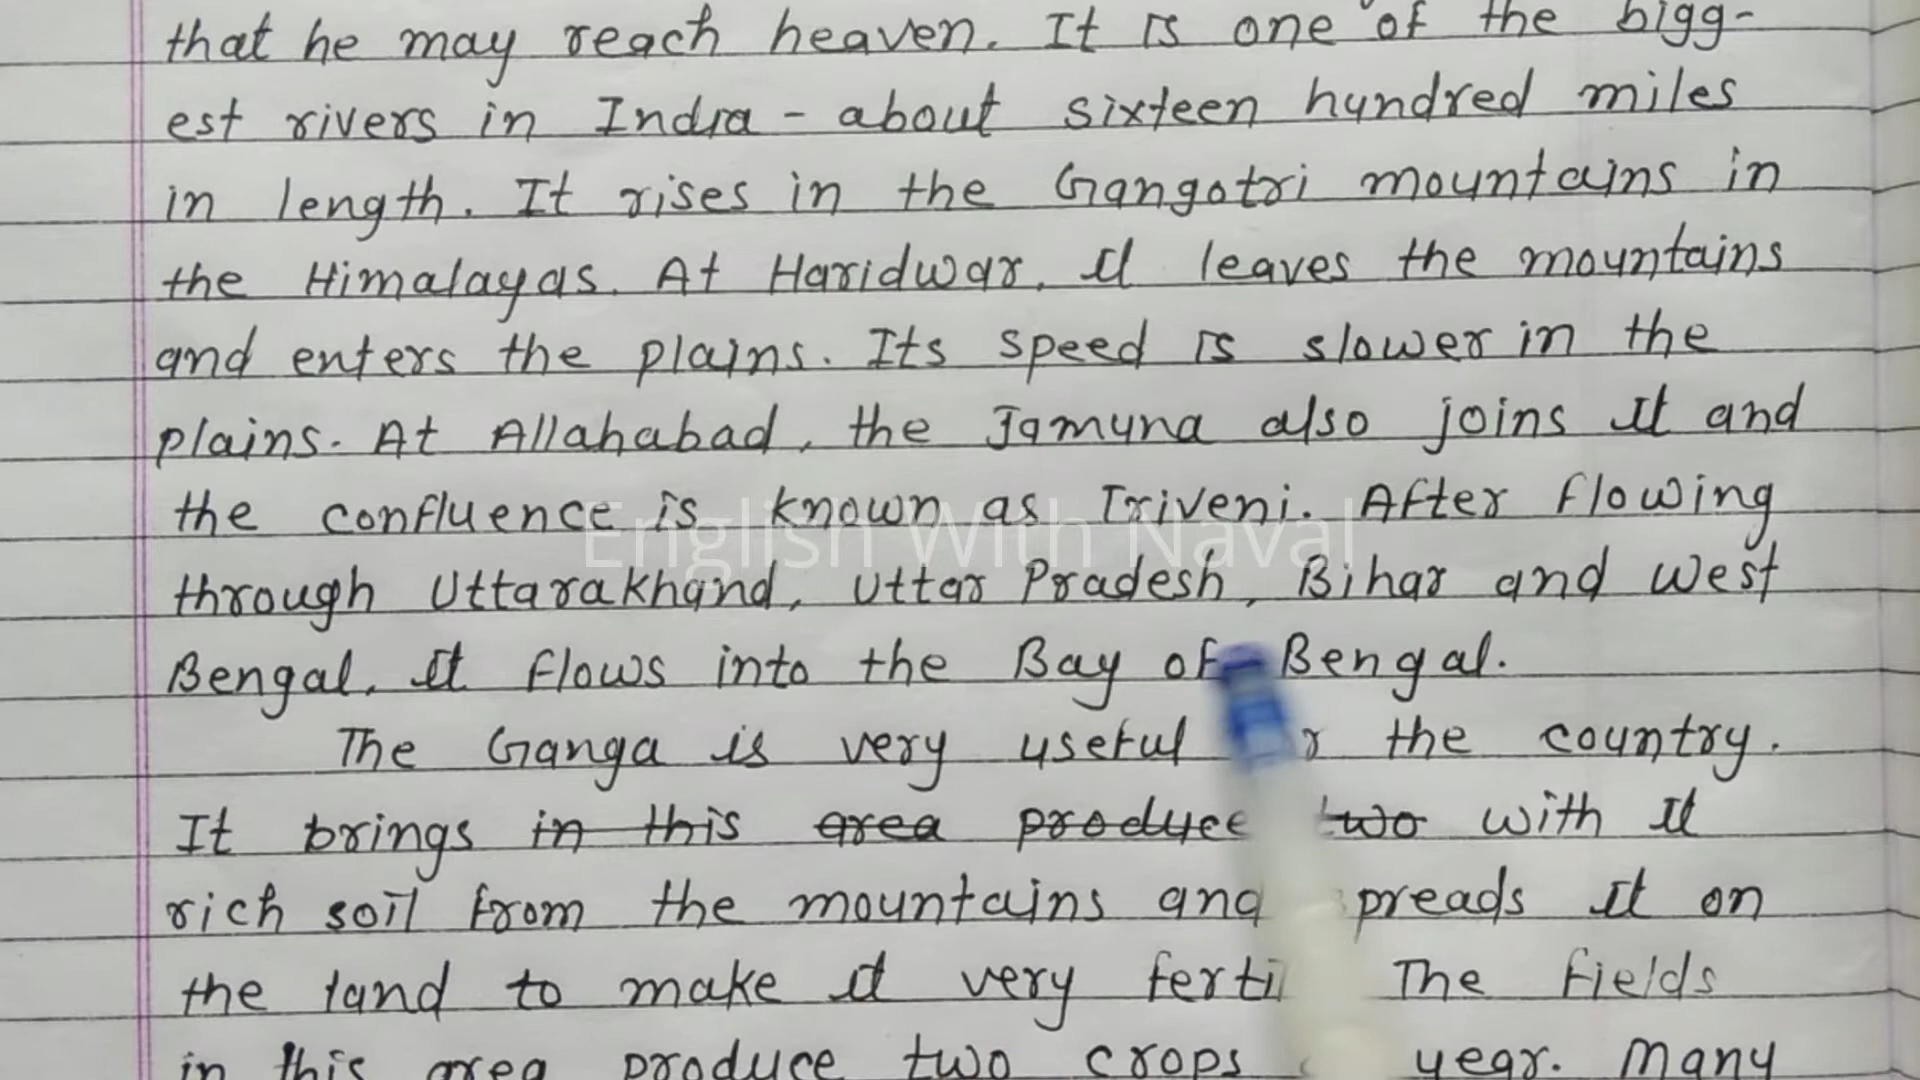 that he may reach heaven. It is one of the bigg-
est rivers in India - about sixteen hundred miles
in length. It rises in the Gangotri mountains in
the Himalayas. At Haridwar, it leaves the mountains
and enters the plains. Its speed is slower in the
plains. At Allahabad, the Jamuna also joins it and
the confluence is known as Triveni. After flowing
English With Naval
through Uttarakhand, Uttar Pradesh, Bihar and West
Bengal, it flows into the Bay of Bengal.
The Ganga is very useful the country.
It brings in this area produce two with it
rich soil from the mountains and it on
the land to make it very The fields
in this area produce two crops year. Many